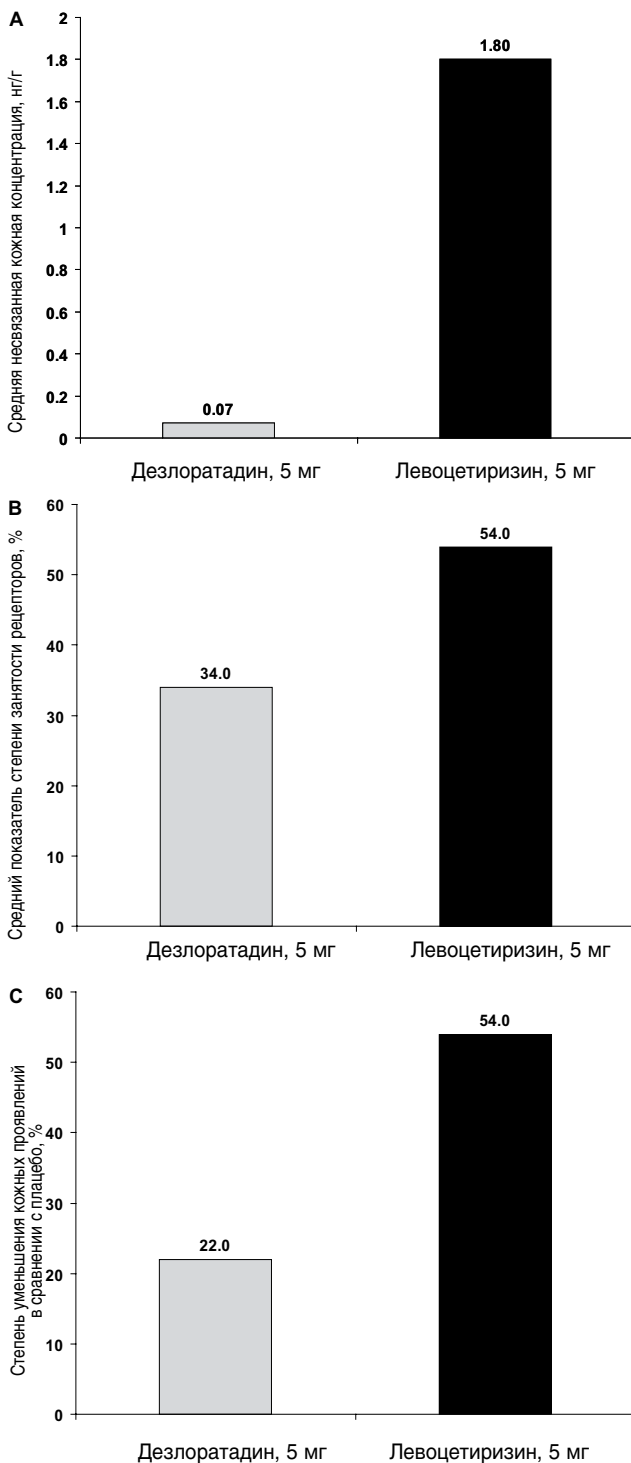 A
Средняя несвязанная кожная концентрация, нг/г
2
1.8
1.6
1.4
1.2
1
0.8
0.6
0.4
0.2
0
0.07
1.80
Дезлоратадин, 5 мг
Левоцетиризин, 5 мг
B
Средний показатель степени занятости рецепторов, %
60
50
40
30
20
10
0
34.0
54.0
Дезлоратадин, 5 мг
Левоцетиризин, 5 мг
C
Степень уменьшения кожных проявлений
в сравнении с плацебо, %
60
50
40
30
20
10
0
22.0
54.0
Дезлоратадин, 5 мг
Левоцетиризин, 5 мг